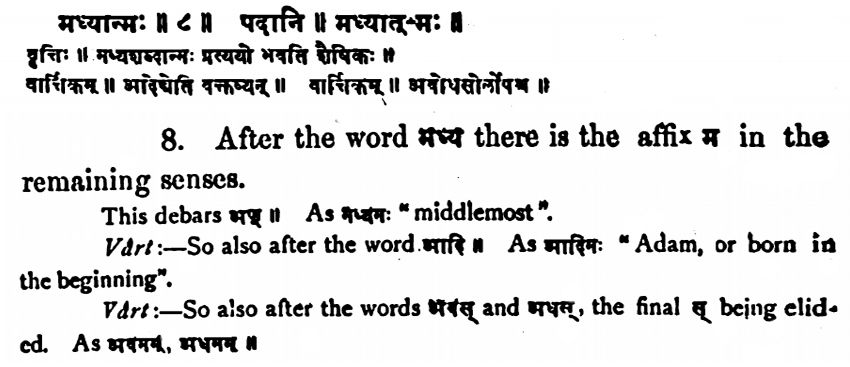 मध्यान्मः ॥ ८ ॥ पदानि ॥ मध्यात्-मः ॥
वृत्तिः ॥ मध्यशब्दान्मः प्रत्ययो भवति शैषिकः ॥
वार्त्तिकम् ॥ आदेश्चेति वक्तव्यम् ॥ वार्त्तिकम् ॥ अवोधसोर्लोपश्च ॥
8. After the word मध्य there is the affix म in the
remaining senses.
This debars अण् ॥ As मध्यमः “middlemost”.
Vârt:—So also after the word आदि ॥ As आदिमः “Adam, or born in
the beginning”.
Vârt:—So also after the words अवस् and अधस्, the final स् being elid-
ed. As अवमम्, अधमम् ॥